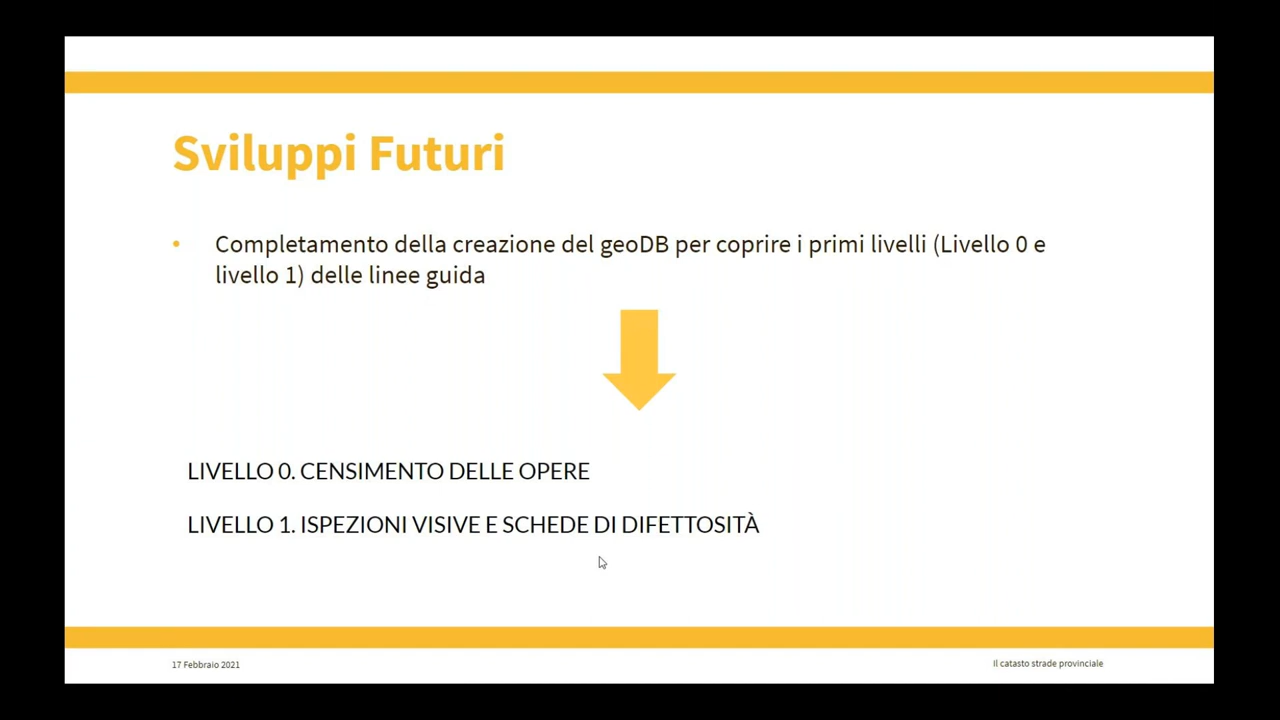 Sviluppi Futuri
• Completamento della creazione del geoDB per coprire i primi livelli (Livello 0 e
livello 1) delle linee guida
LIVELLO 0. CENSIMENTO DELLE OPERE
LIVELLO 1. ISPEZIONI VISIVE E SCHEDE DI DIFETTOSITÀ
17 Febbraio 2021
Il catasto strade provinciale